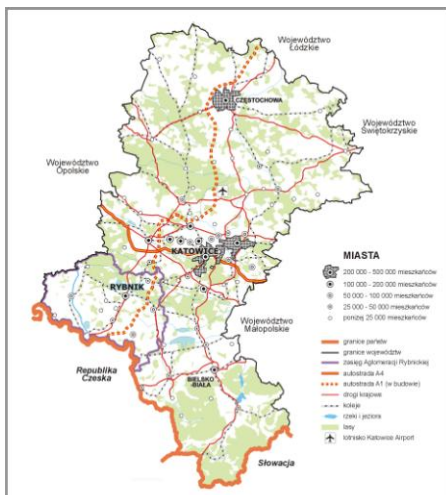 Województwo
Łódzkie
CZĘSTOCHOWA
Województwo
Świętokrzyskie
Województwo
Opolskie
KATOWICE
RYBNIK
Województwo
Małopolskie
Republika
Czeska
BIELSKO
-BIAŁA
Słowacja
MIASTA
200 000 - 500 000 mieszkańców
100 000 - 200 000 mieszkańców
50 000 - 100 000 mieszkańców
25 000 - 50 000 mieszkańców
poniżej 25 000 mieszkańców
granice państw
granice województw
zasięg Aglomeracji Rybnickiej
autostrada A4
autostrada A1 (w budowie)
drogi krajowe
koleje
rzeki i jeziora
lasy
lotnisko Katowice Airport